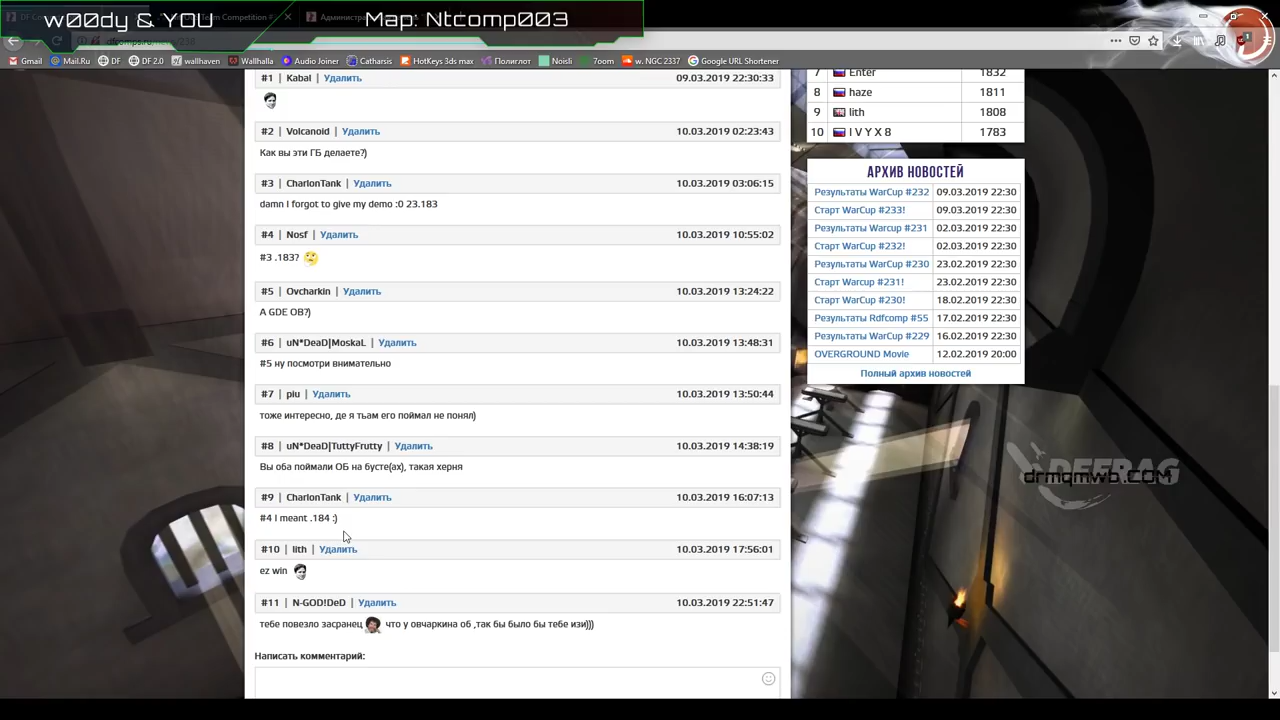 w00dy & YOU
Map: Ntcomp003
Team Competition #
Gmail Mail.Ru DF DF 2.0 wallhaven Wallhalla Audio Joiner Catharsis HotKeys 3ds max Полиглот Noisli 7oom w. NGC 2337 Google URL Shortener
#1 | Kabal | Удалить 09.03.2019 22:30:33
#2 | Volcanoid | Удалить 10.03.2019 02:23:43
Как вы эти ГБ делаете?)
#3 | CharlonTank | Удалить 10.03.2019 03:06:15
damn I forgot to give my demo :0 23.183
#4 | Nosf | Удалить 10.03.2019 10:55:02
#3 .183?
#5 | Ovcharkin | Удалить 10.03.2019 13:24:22
A GDE OB?)
#6 | uN*DeaD|MoskaL | Удалить 10.03.2019 13:48:31
#5 ну посмотри внимательно
#7 | piu | Удалить 10.03.2019 13:50:44
тоже интересно, де я тьам его поймал не понял)
#8 | uN*DeaD|TuttyFrutty | Удалить 10.03.2019 14:38:19
Вы оба поймали ОБ на бусте(ах), такая херня
#9 | CharlonTank | Удалить 10.03.2019 16:07:13
#4 I meant .184 :)
#10 | lith | Удалить 10.03.2019 17:56:01
ez win
#11 | N-GOD!DeD | Удалить 10.03.2019 22:51:47
тебе повезло засранец что у овчаркина об ,так бы было бы тебе изи)))
Написать комментарий:
7 Enter 1832
8 haze 1811
9 lith 1808
10 I V Y X 8 1783
АРХИВ НОВОСТЕЙ
Результаты WarCup #232 09.03.2019 22:30
Старт WarCup #233! 09.03.2019 22:30
Результаты Warcup #231 02.03.2019 22:30
Старт WarCup #232! 02.03.2019 22:30
Результаты WarCup #230 23.02.2019 22:30
Старт Warcup #231! 23.02.2019 22:30
Старт WarCup #230! 18.02.2019 22:30
Результаты Rdfcomp #55 17.02.2019 22:30
Результаты WarCup #229 16.02.2019 22:30
OVERGROUND Movie 12.02.2019 20:00
Полный архив новостей
DEFRAG
drmqmwb.com